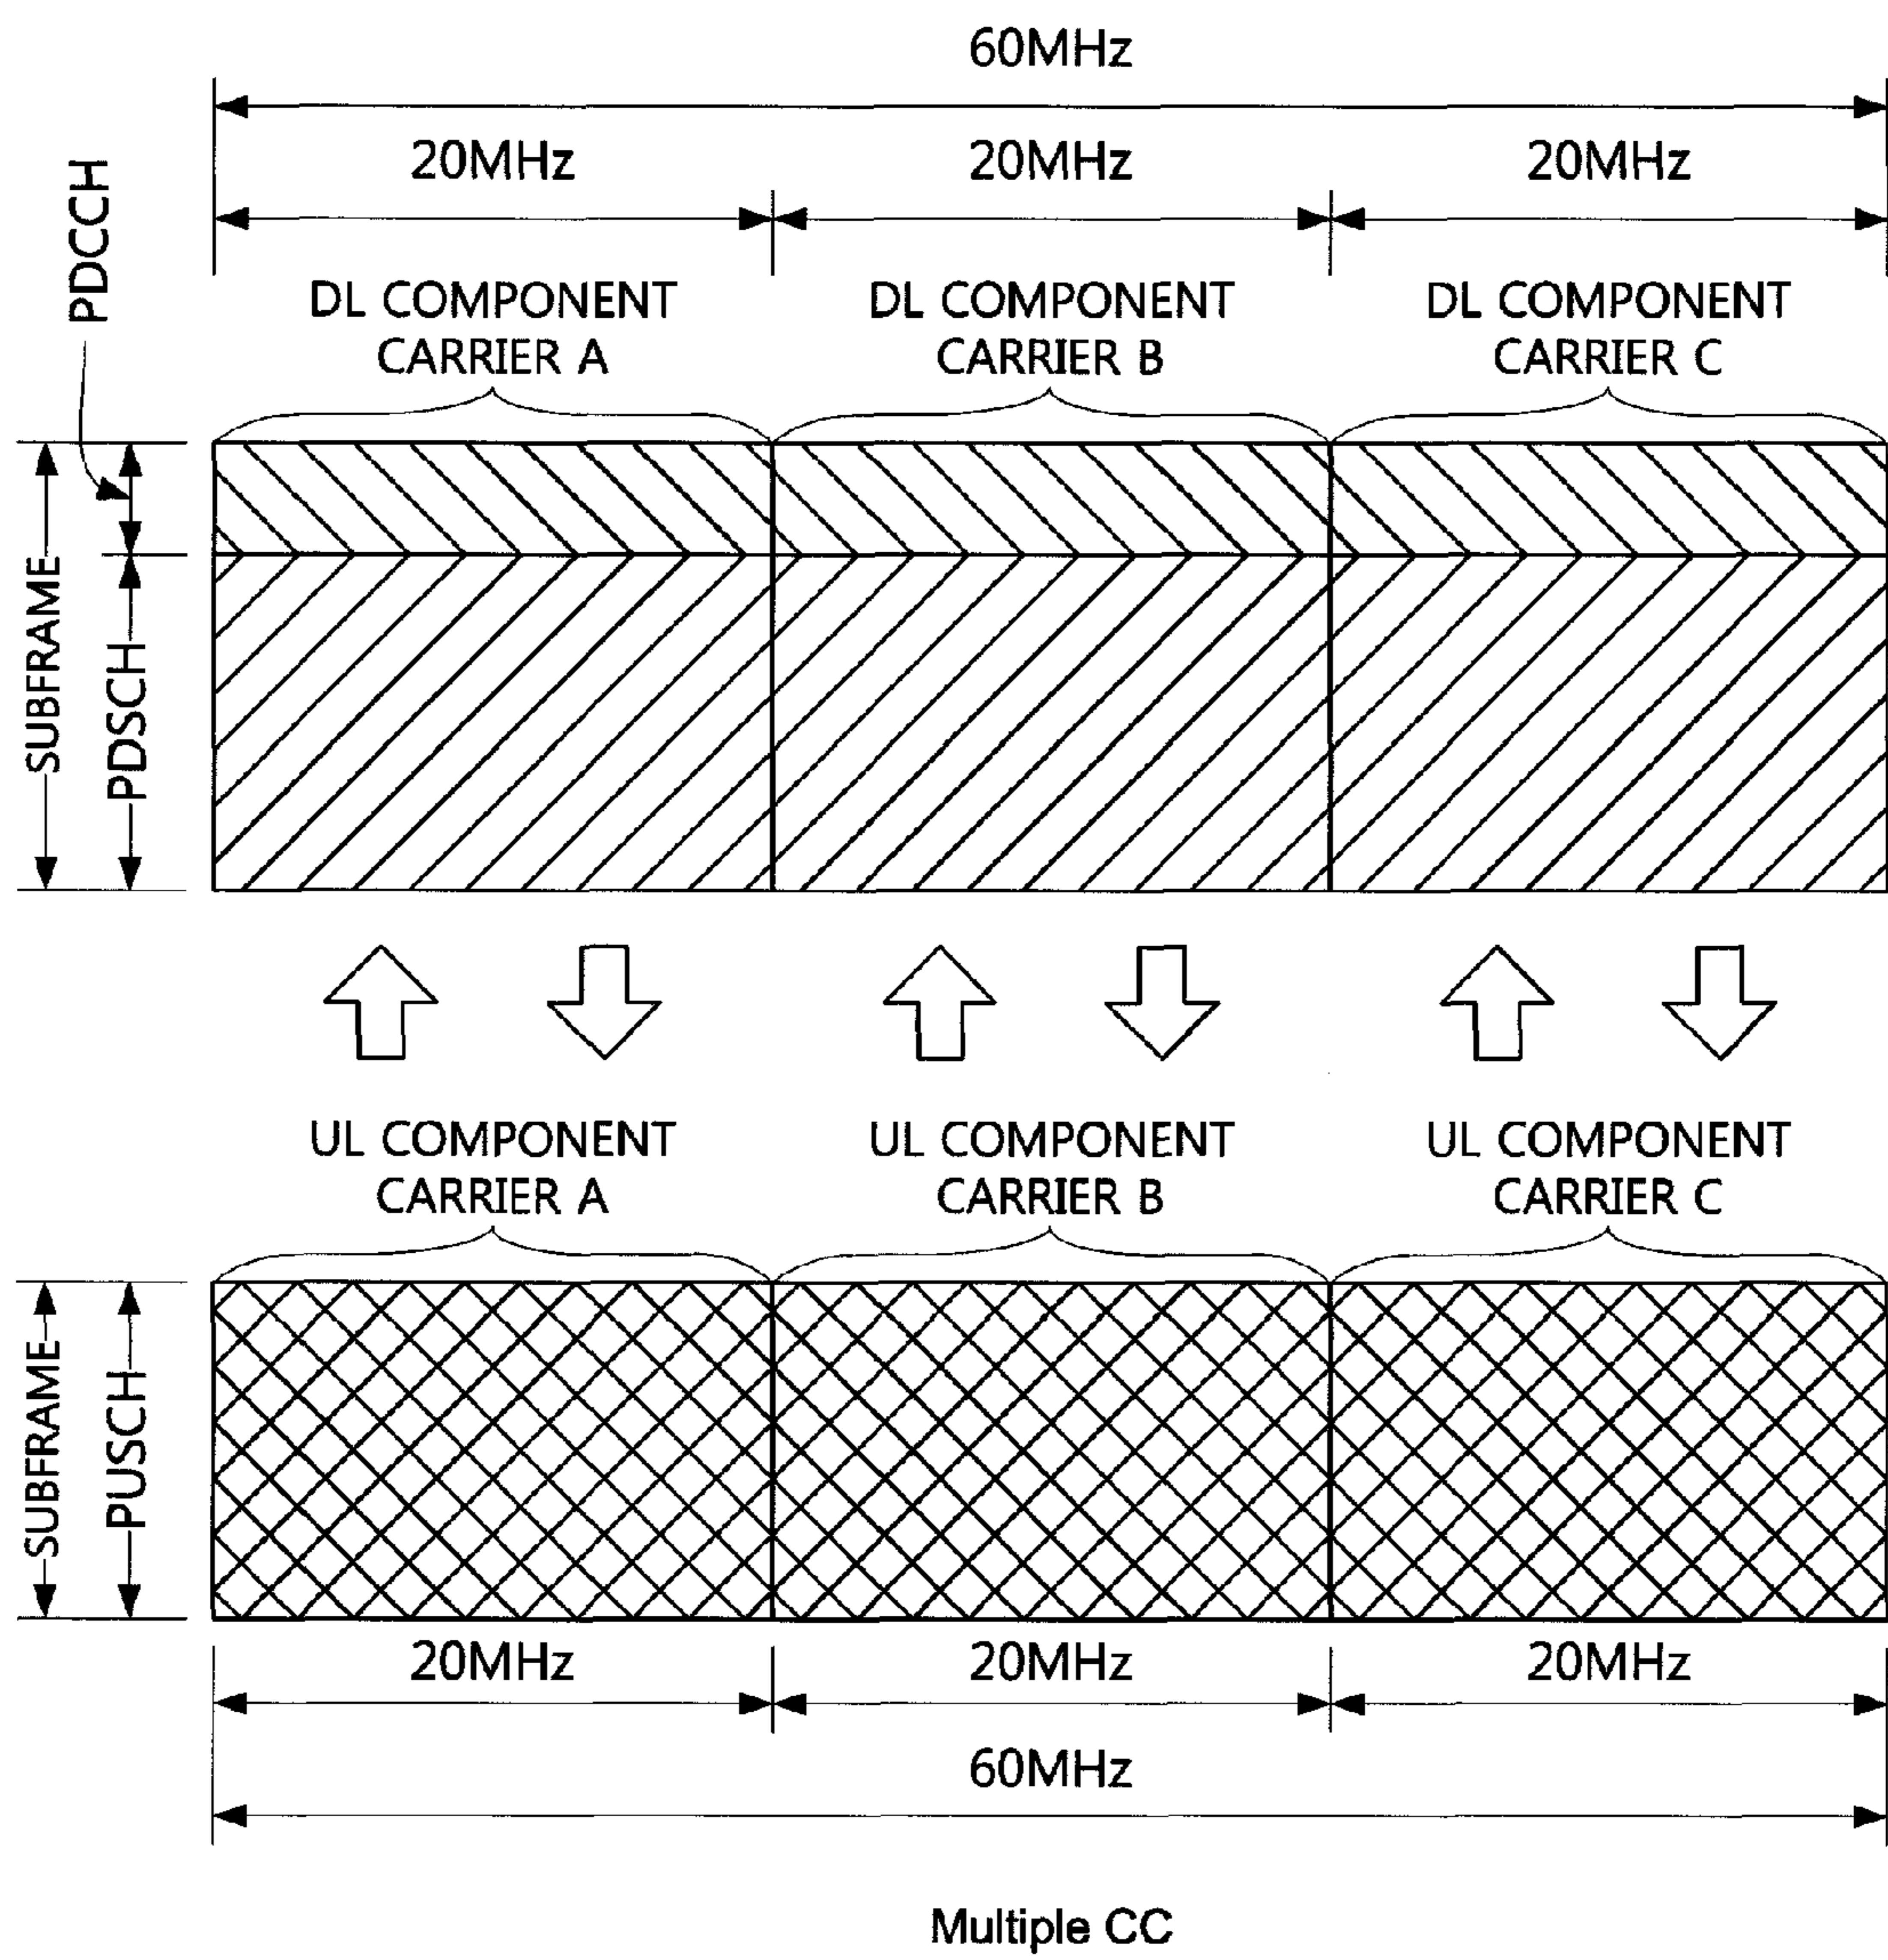 60MHz
20MHz
20MHz
20MHz
PDCCH
DL COMPONENT
CARRIER A
DL COMPONENT
CARRIER B
DL COMPONENT
CARRIER C
SUBFRAME
PDSCH
UL COMPONENT
CARRIER A
UL COMPONENT
CARRIER B
UL COMPONENT
CARRIER C
SUBFRAME
PUSCH
20MHz
20MHz
20MHz
60MHz
Multiple CC